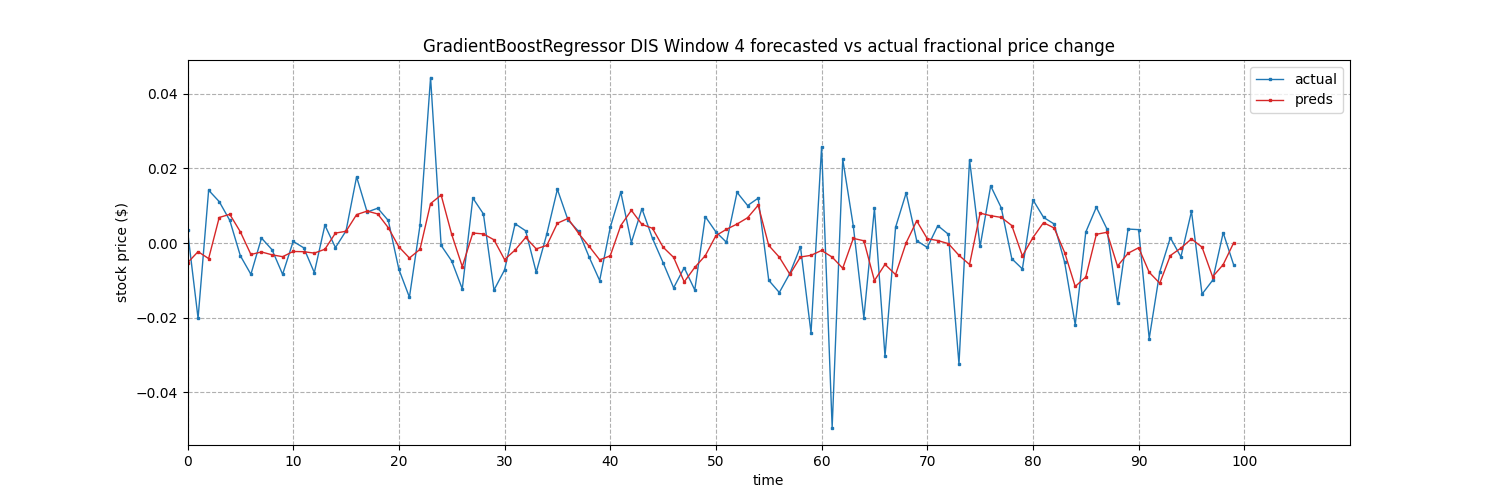 GradientBoostRegressor DIS Window 4 forecasted vs actual fractional price change
actual
preds
stock price ($)
0.04
0.02
0.00
−0.02
−0.04
0 10 20 30 40 50 60 70 80 90 100
time